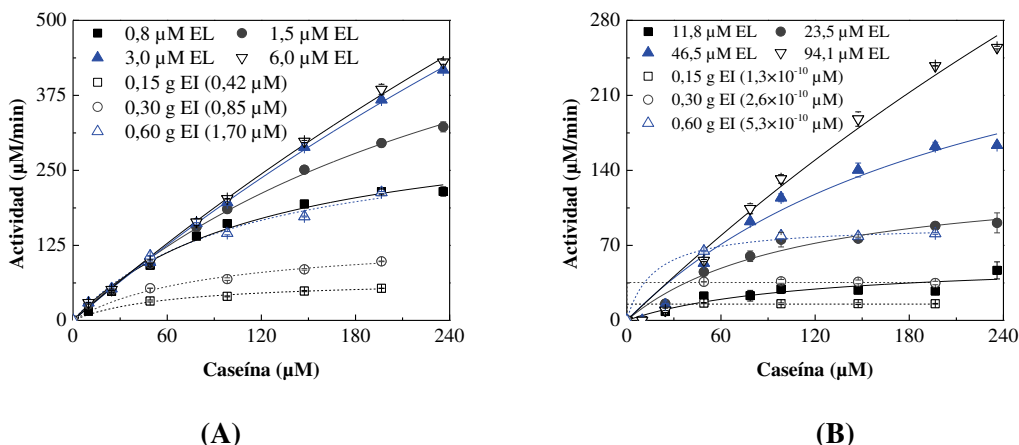 500
375
250
125
0
Actividad (µM/min)
0,8 µM EL 1,5 µM EL
3,0 µM EL 6,0 µM EL
0,15 g EI (0,42 µM)
0,30 g EI (0,85 µM)
0,60 g EI (1,70 µM)
0 60 120 180 240
Caseína (µM)
(A)
280
210
140
70
0
Actividad (µM/min)
11,8 µM EL 23,5 µM EL
46,5 µM EL 94,1 µM EL
0,15 g EI (1,3×10⁻¹⁰ µM)
0,30 g EI (2,6×10⁻¹⁰ µM)
0,60 g EI (5,3×10⁻¹⁰ µM)
0 60 120 180 240
Caseína (µM)
(B)